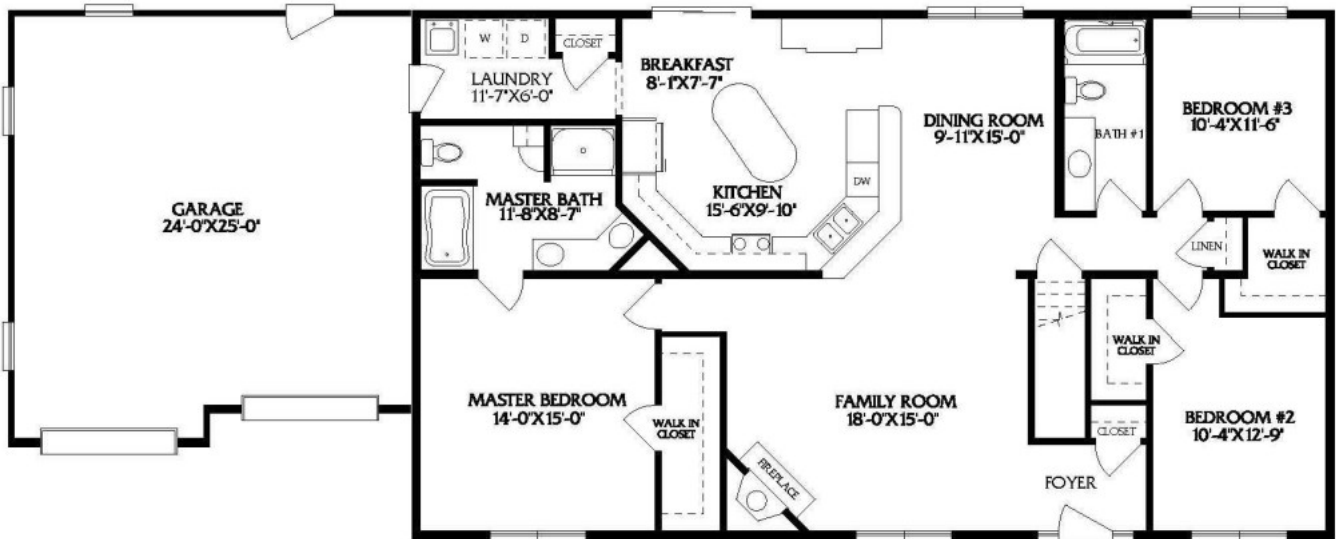 W
D
CLOSET
LAUNDRY
11'-7"X6'-0"
BREAKFAST
8'-1"X7'-7"
DINING ROOM
9'-11"X15'-0"
BATH #1
BEDROOM #3
10'-4"X11'-6"
GARAGE
24'-0"X25'-0"
MASTER BATH
11'-8"X8'-7"
KITCHEN
15'-6"X9'-10"
DW
LINEN
WALK IN
CLOSET
WALK IN
CLOSET
MASTER BEDROOM
14'-0"X15'-0"
WALK IN
CLOSET
FAMILY ROOM
18'-0"X15'-0"
CLOSET
BEDROOM #2
10'-4"X12'-9"
FIREPLACE
FOYER